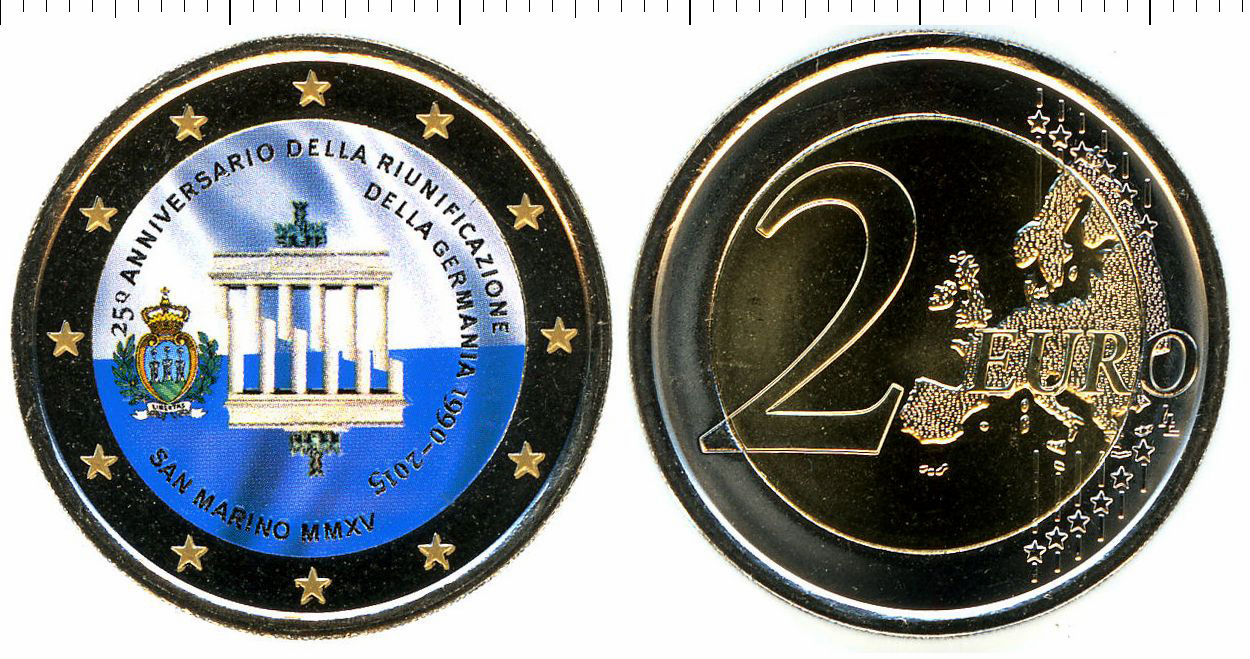 25º ANNIVERSARIO DELLA RIUNIFICAZIONE
DELLA GERMANIA 1990-2015
LIBERTAS
SAN MARINO MMXV
2
EURO